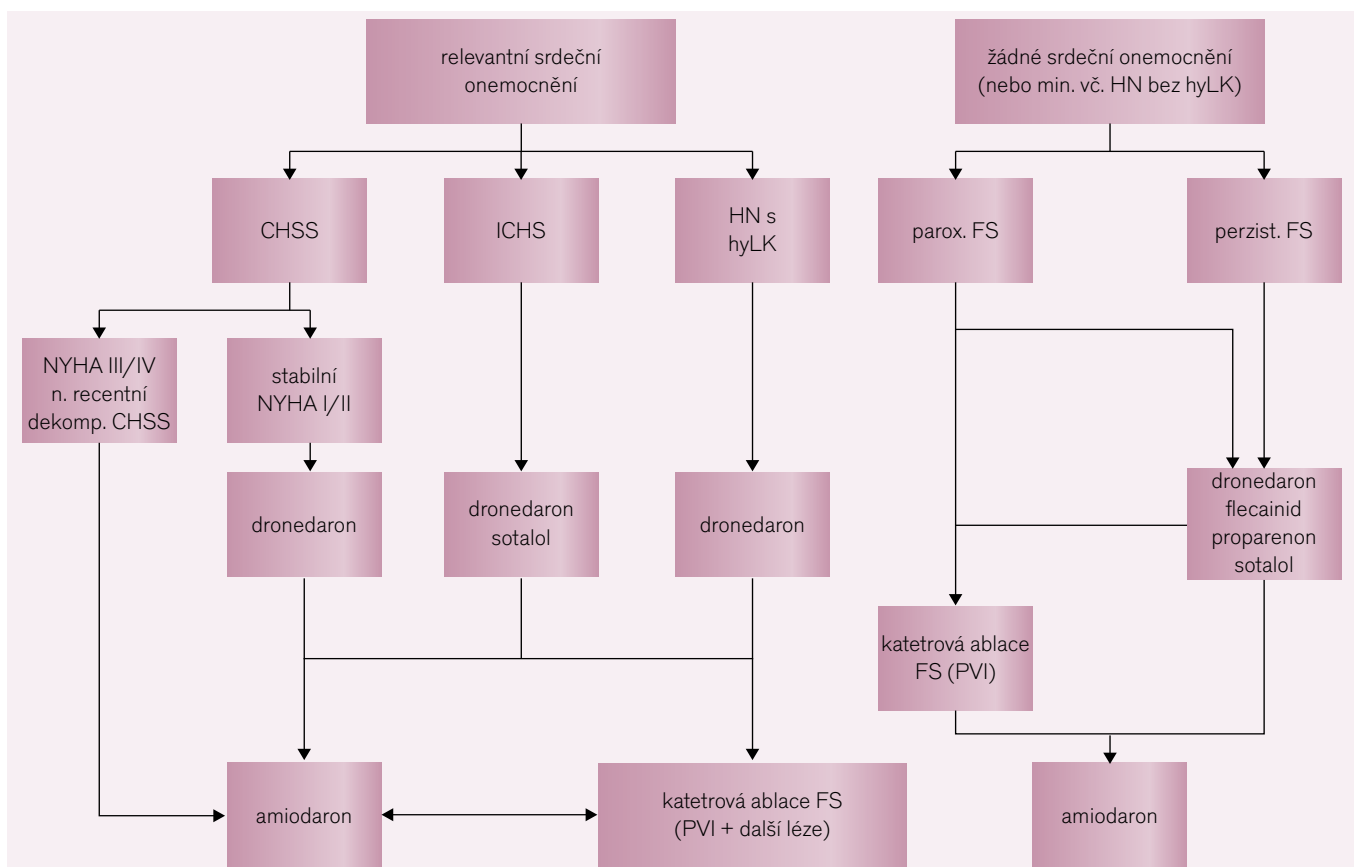 relevantní srdeční
onemocnění
žádné srdeční onemocnění
(nebo min. vč. HN bez hyLK)
CHSS
ICHS
HN s
hyLK
parox. FS
perzist. FS
NYHA III/IV
n. recentní
dekomp. CHSS
stabilní
NYHA I/II
dronedaron
dronedaron
sotalol
dronedaron
dronedaron
flecainid
proparenon
sotalol
katetrová ablace
FS (PVI)
amiodaron
katetrová ablace FS
(PVI + další léze)
amiodaron